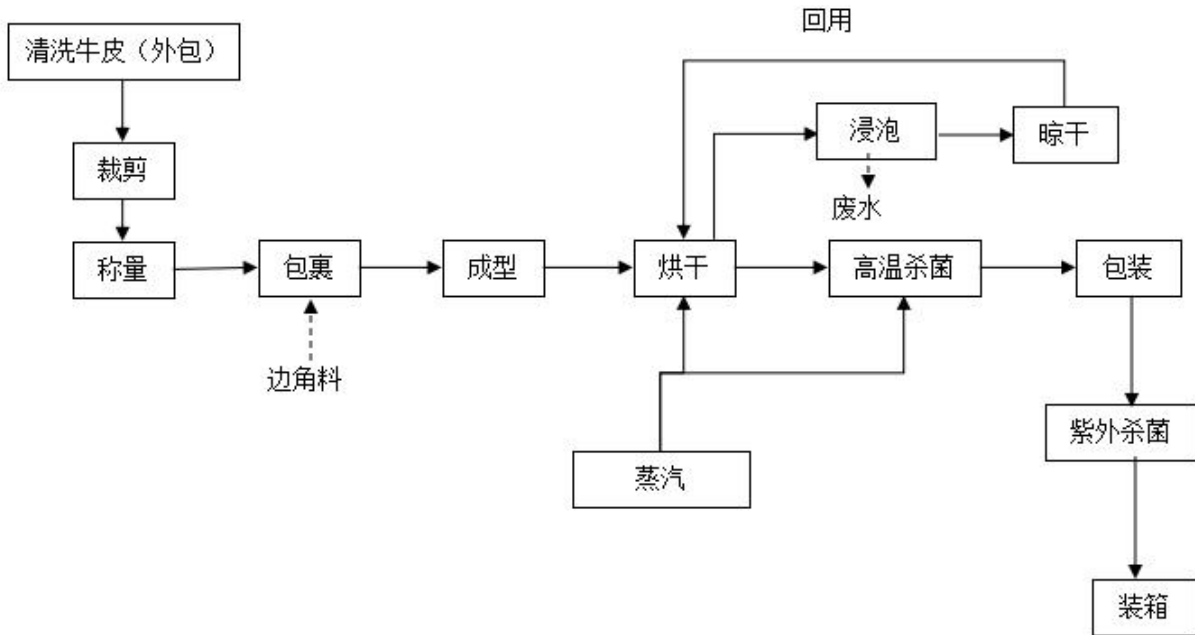 回用
清洗牛皮（外包）
浸泡
晾干
裁剪
废水
称量
包裹
成型
烘干
高温杀菌
包装
边角料
紫外杀菌
蒸汽
装箱